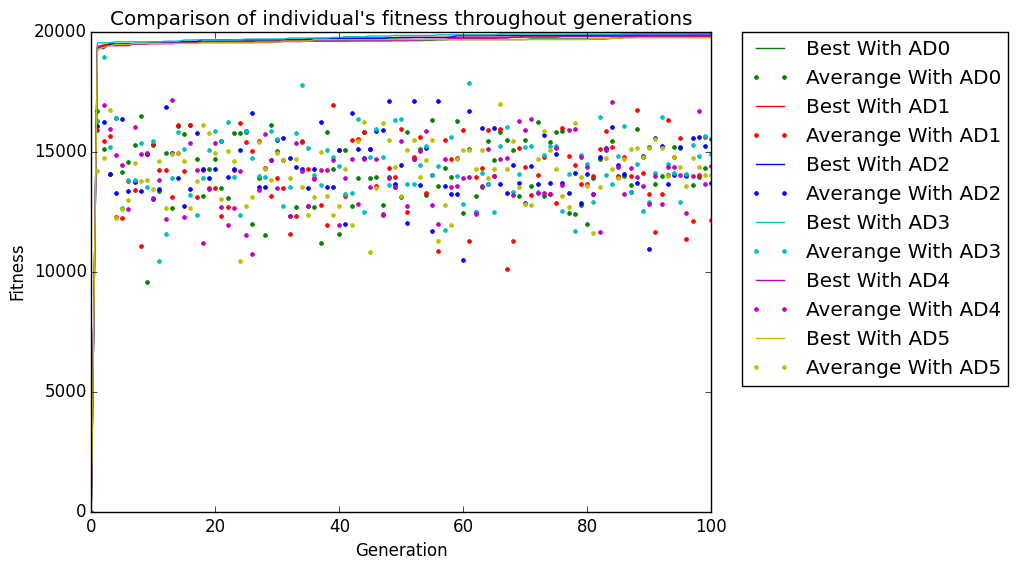 Comparison of individual's fitness throughout generations
20000
15000
10000
5000
0
Fitness
0 20 40 60 80 100
Generation
Best With AD0
Averange With AD0
Best With AD1
Averange With AD1
Best With AD2
Averange With AD2
Best With AD3
Averange With AD3
Best With AD4
Averange With AD4
Best With AD5
Averange With AD5